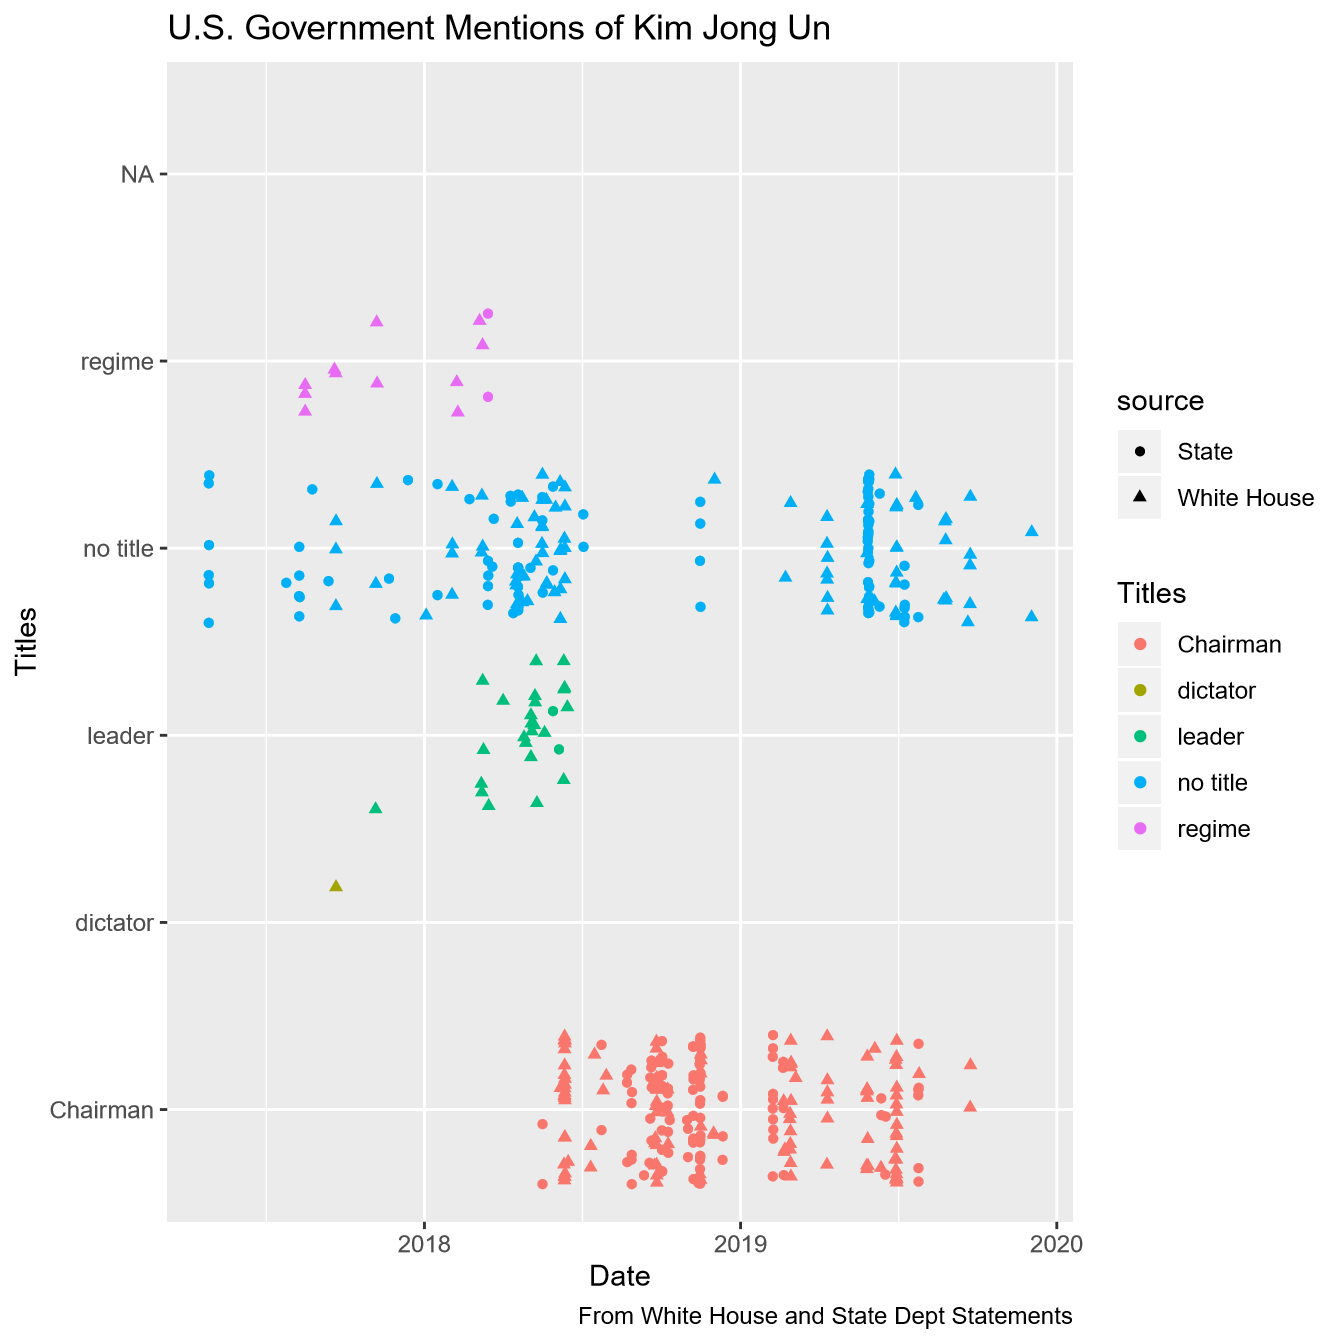 U.S. Government Mentions of Kim Jong Un
Titles
NA
regime
no title
leader
dictator
Chairman
2018
2019
2020
Date
From White House and State Dept Statements
source
State
White House
Titles
Chairman
dictator
leader
no title
regime